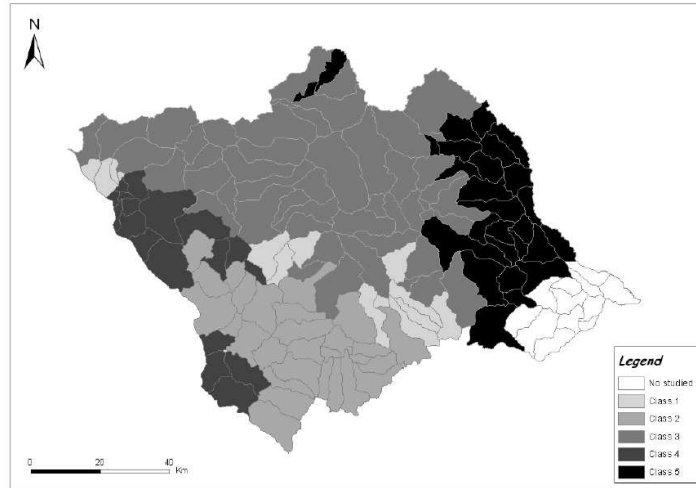 N
Legend
No studied
Class 1
Class 2
Class 3
Class 4
Class 5
0 20 40
Km